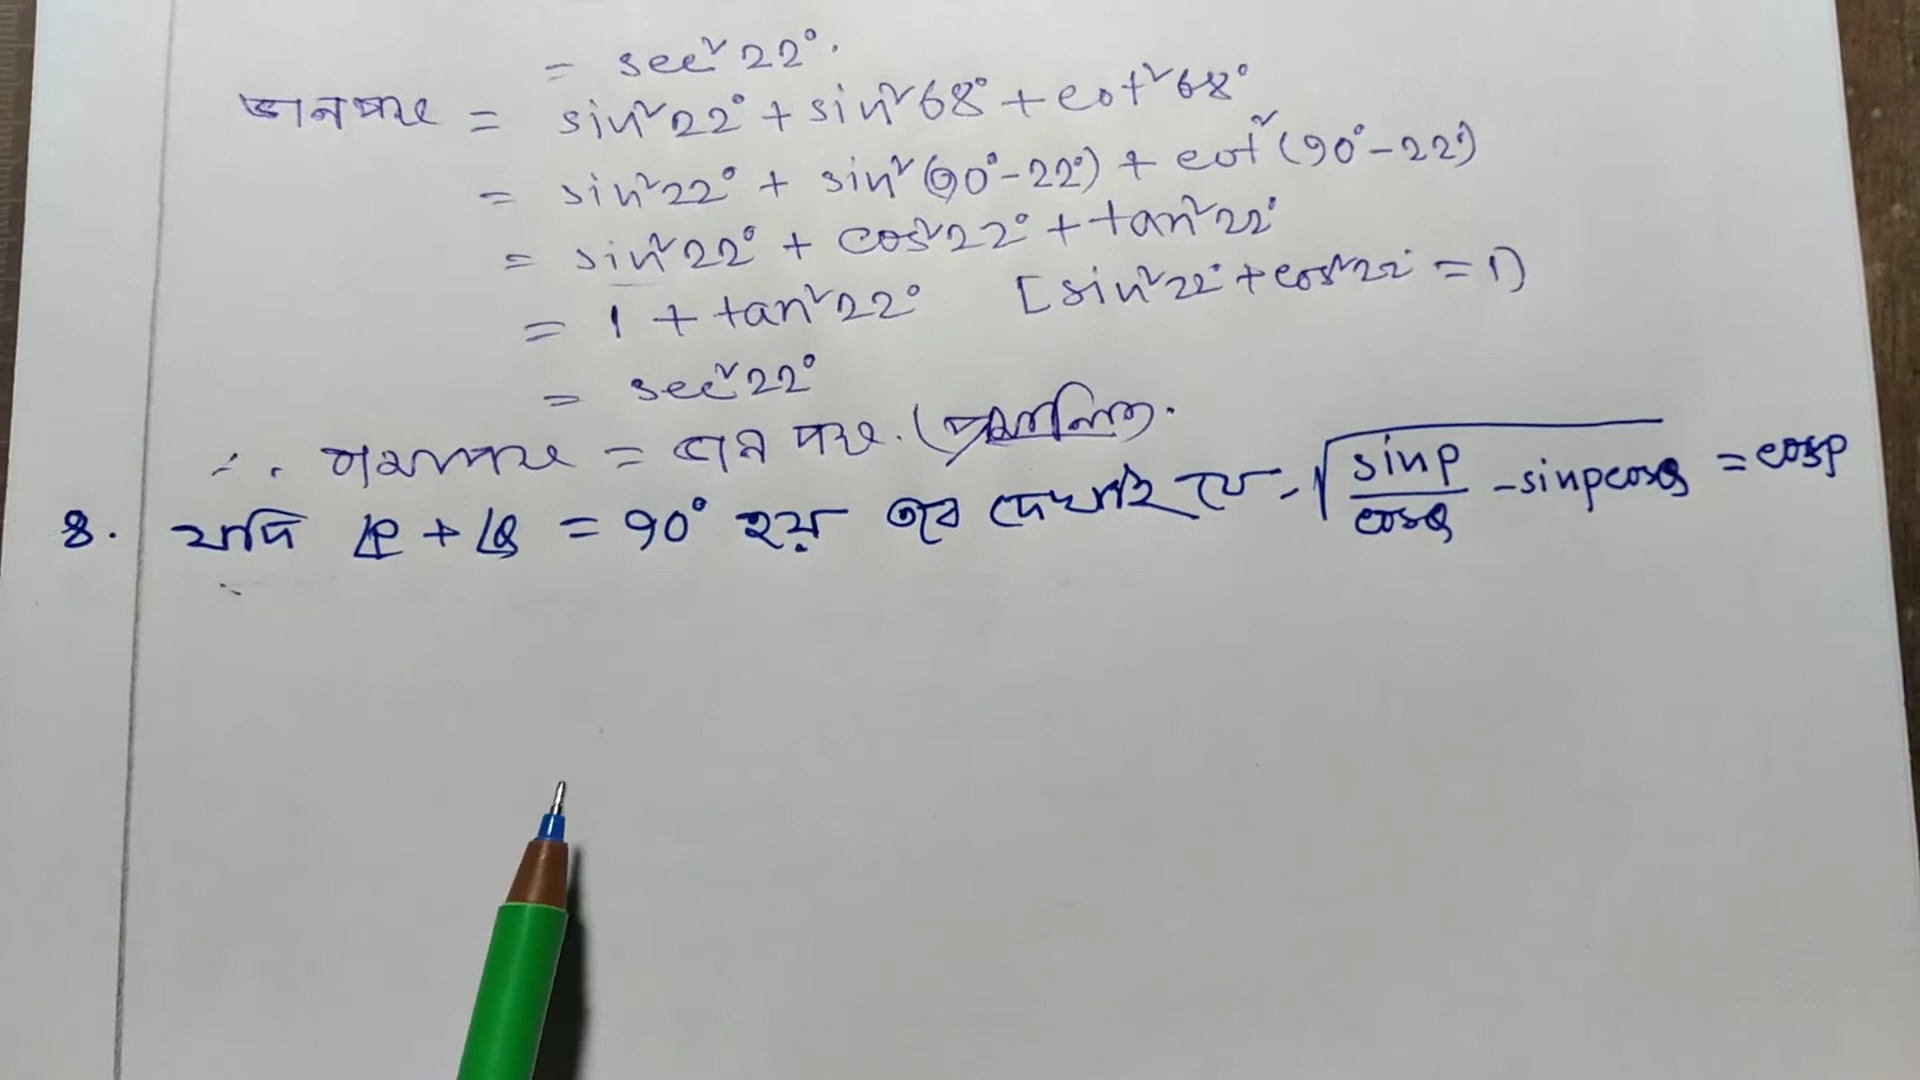 = sec²22°.
ডানপক্ষ = sin²22° + sin²68° + cot²68°
= sin²22° + sin²(90°-22°) + cot²(90°-22°)
= sin²22° + cos²22° + tan²22°
= 1 + tan²22° [sin²22° + cos²22° = 1)
= sec²22°
∴ বামপক্ষ = ডান পক্ষ. (প্রমাণিত).
৪. যদি ∠P + ∠Q = 90° হয় তবে দেখাই যে - √(sinP/cosQ - sinPcosQ) = cosP